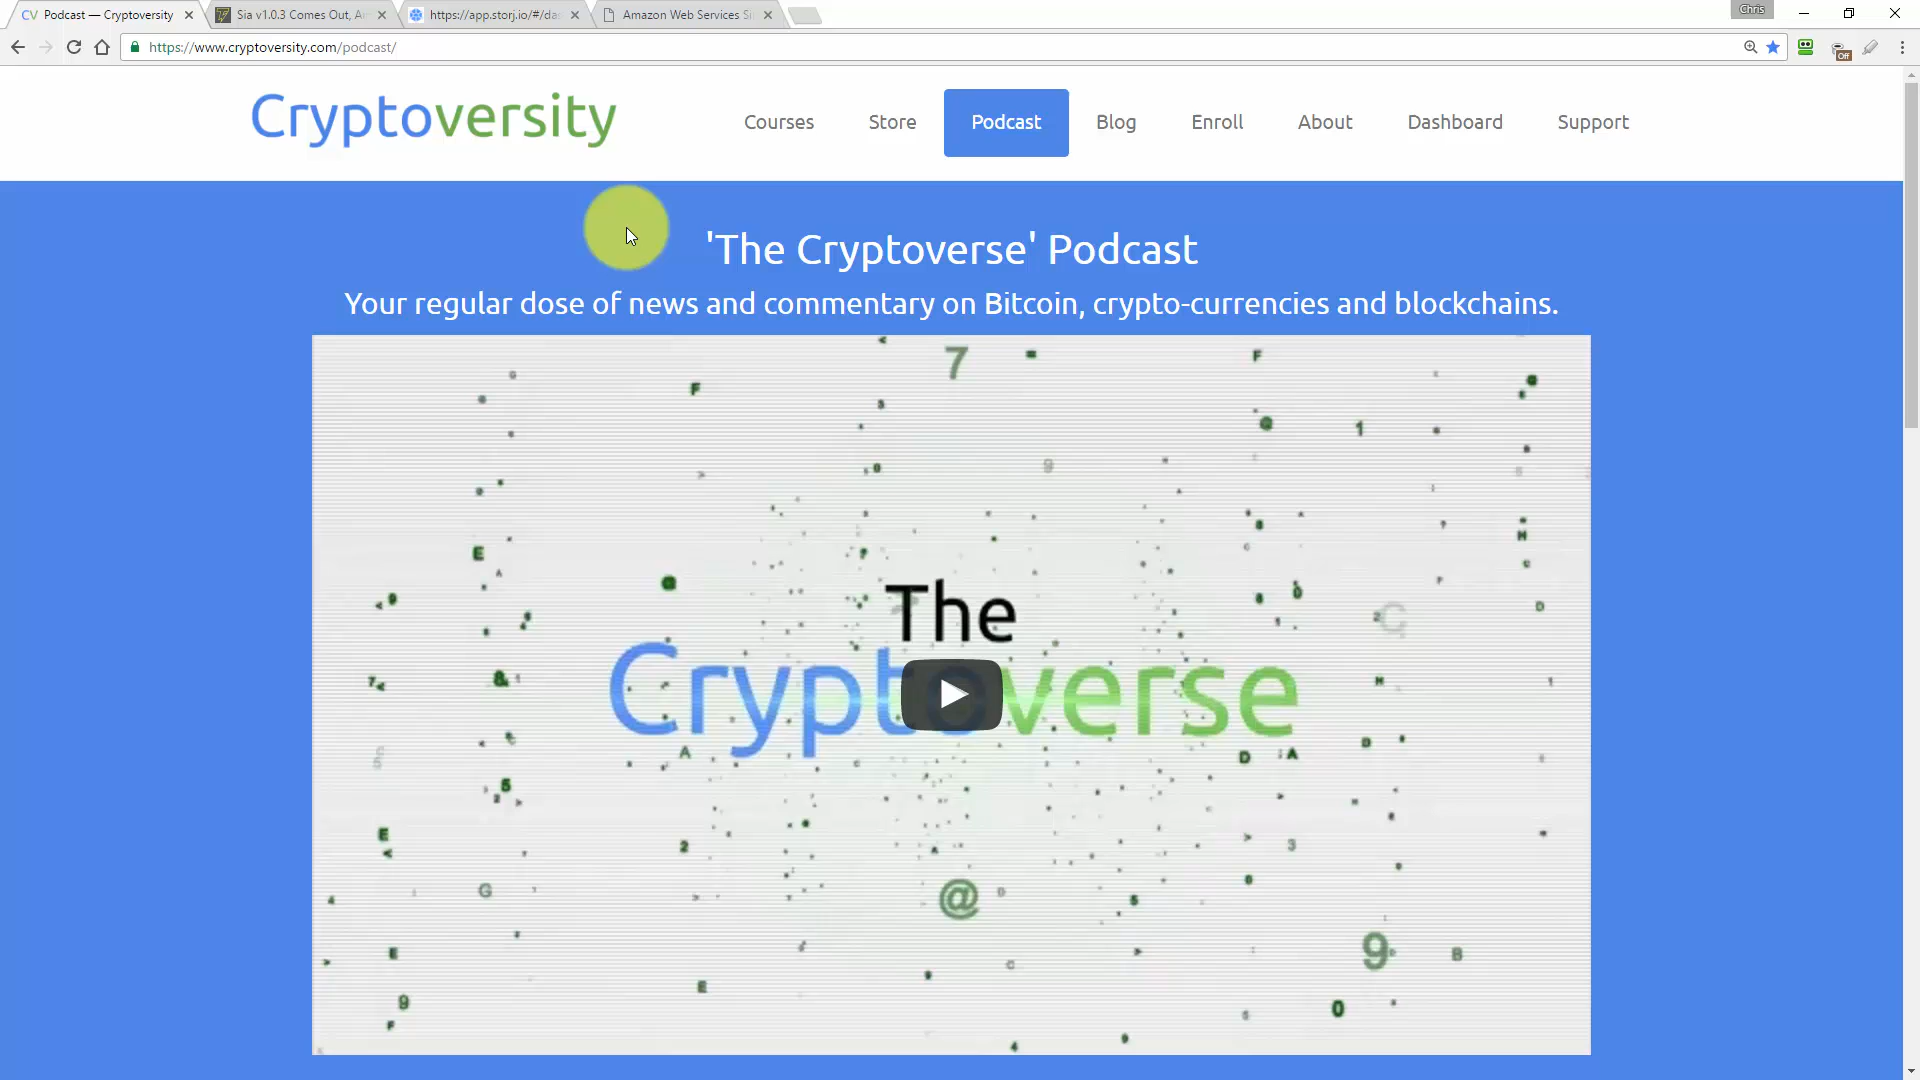 Podcast — Cryptoversity
Sia v1.0.3 Comes Out, A
https://app.storj.io/#/da
Amazon Web Services Si
Chris
https://www.cryptoversity.com/podcast/
Off
Cryptoversity
Courses
Store
Podcast
Blog
Enroll
About
Dashboard
Support
'The Cryptoverse' Podcast
Your regular dose of news and commentary on Bitcoin, crypto-currencies and blockchains.
The
Cryptoverse